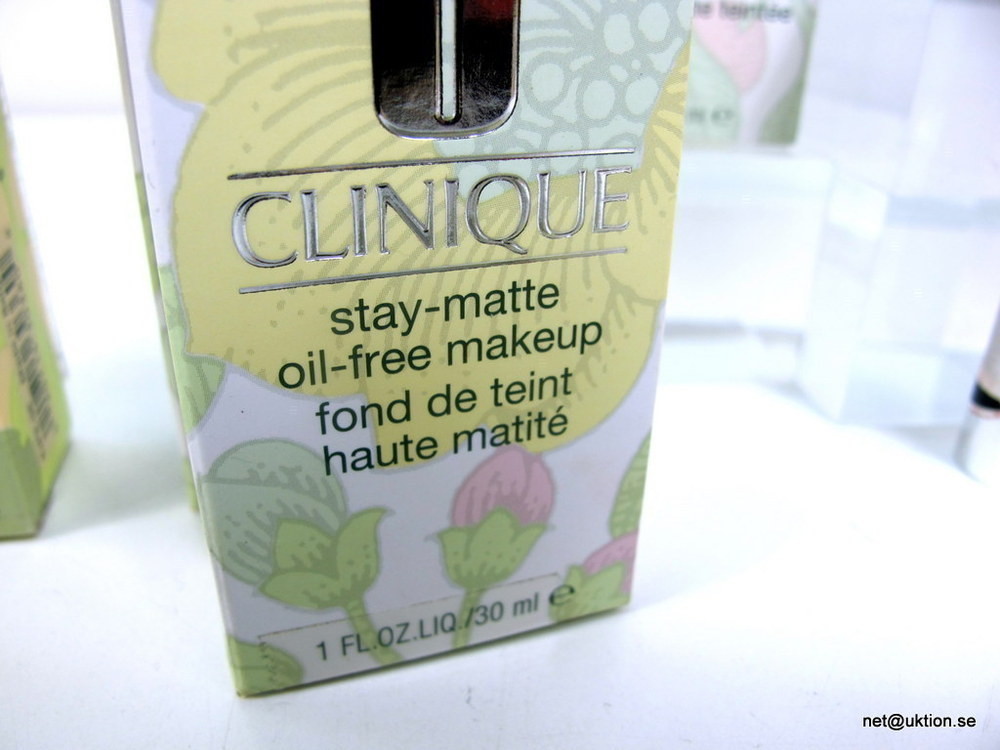 teintée
CLINIQUE
stay-matte
oil-free makeup
fond de teint
haute matité
1 FL.OZ.LIQ./30 ml ℮
net@uktion.se